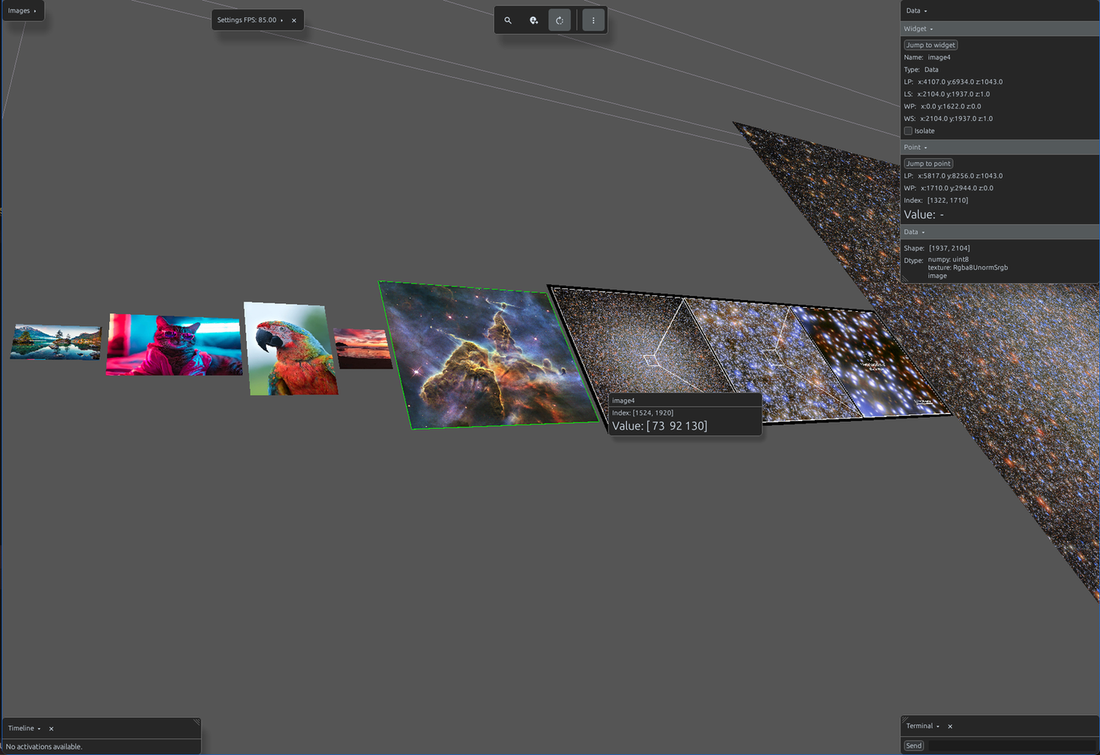 Images
Settings FPS: 85.00
Data
Widget
Jump to widget
Name: image4
Type: Data
LP: x:4107.0 y:6934.0 z:1043.0
LS: x:2104.0 y:1937.0 z:1.0
WP: x:0.0 y:1622.0 z:0.0
WS: x:2104.0 y:1937.0 z:1.0
Isolate
Point
Jump to point
LP: x:5817.0 y:8256.0 z:1043.0
WP: x:1710.0 y:2944.0 z:0.0
Index: [1322, 1710]
Value: -
Data
Shape: [1937, 2104]
Dtype: numpy: uint8
texture: Rgba8UnormSrgb
image
image4
Index: [1524, 1920]
Value: [ 73 92 130]
Timeline
No activations available.
Terminal
Send